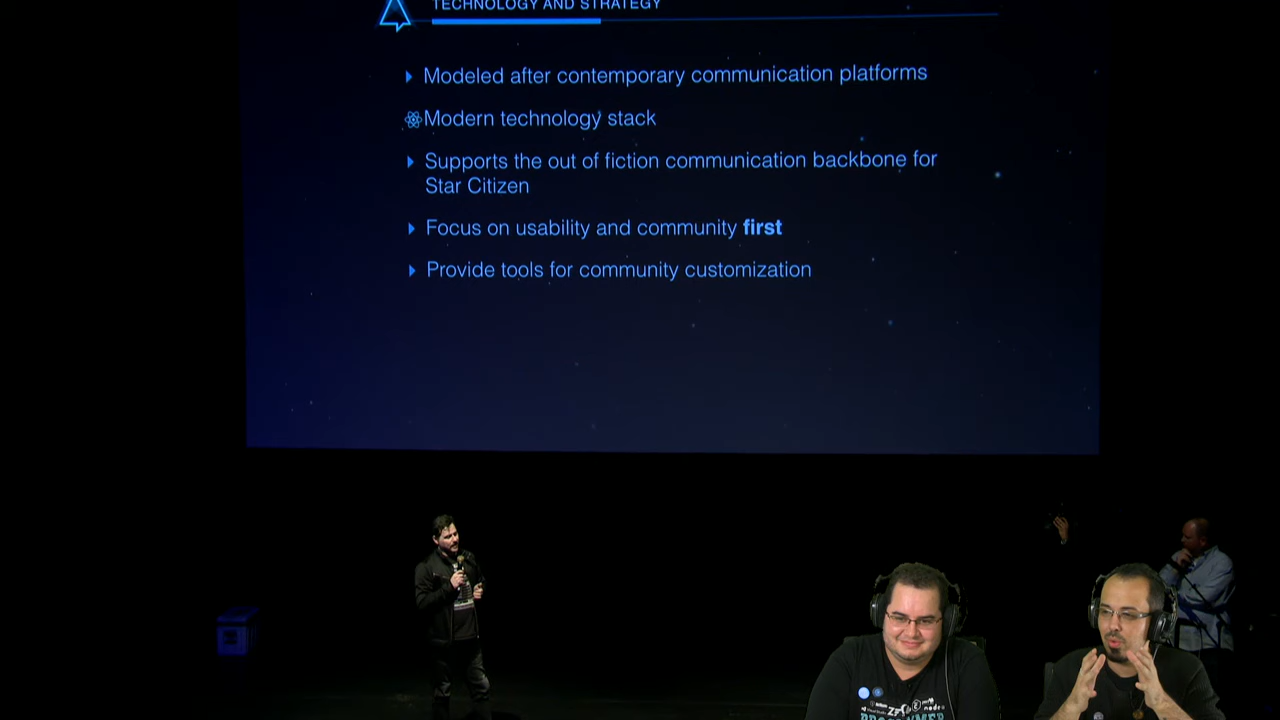 TECHNOLOGY AND STRATEGY
Modeled after contemporary communication platforms
Modern technology stack
Supports the out of fiction communication backbone for
Star Citizen
Focus on usability and community first
Provide tools for community customization